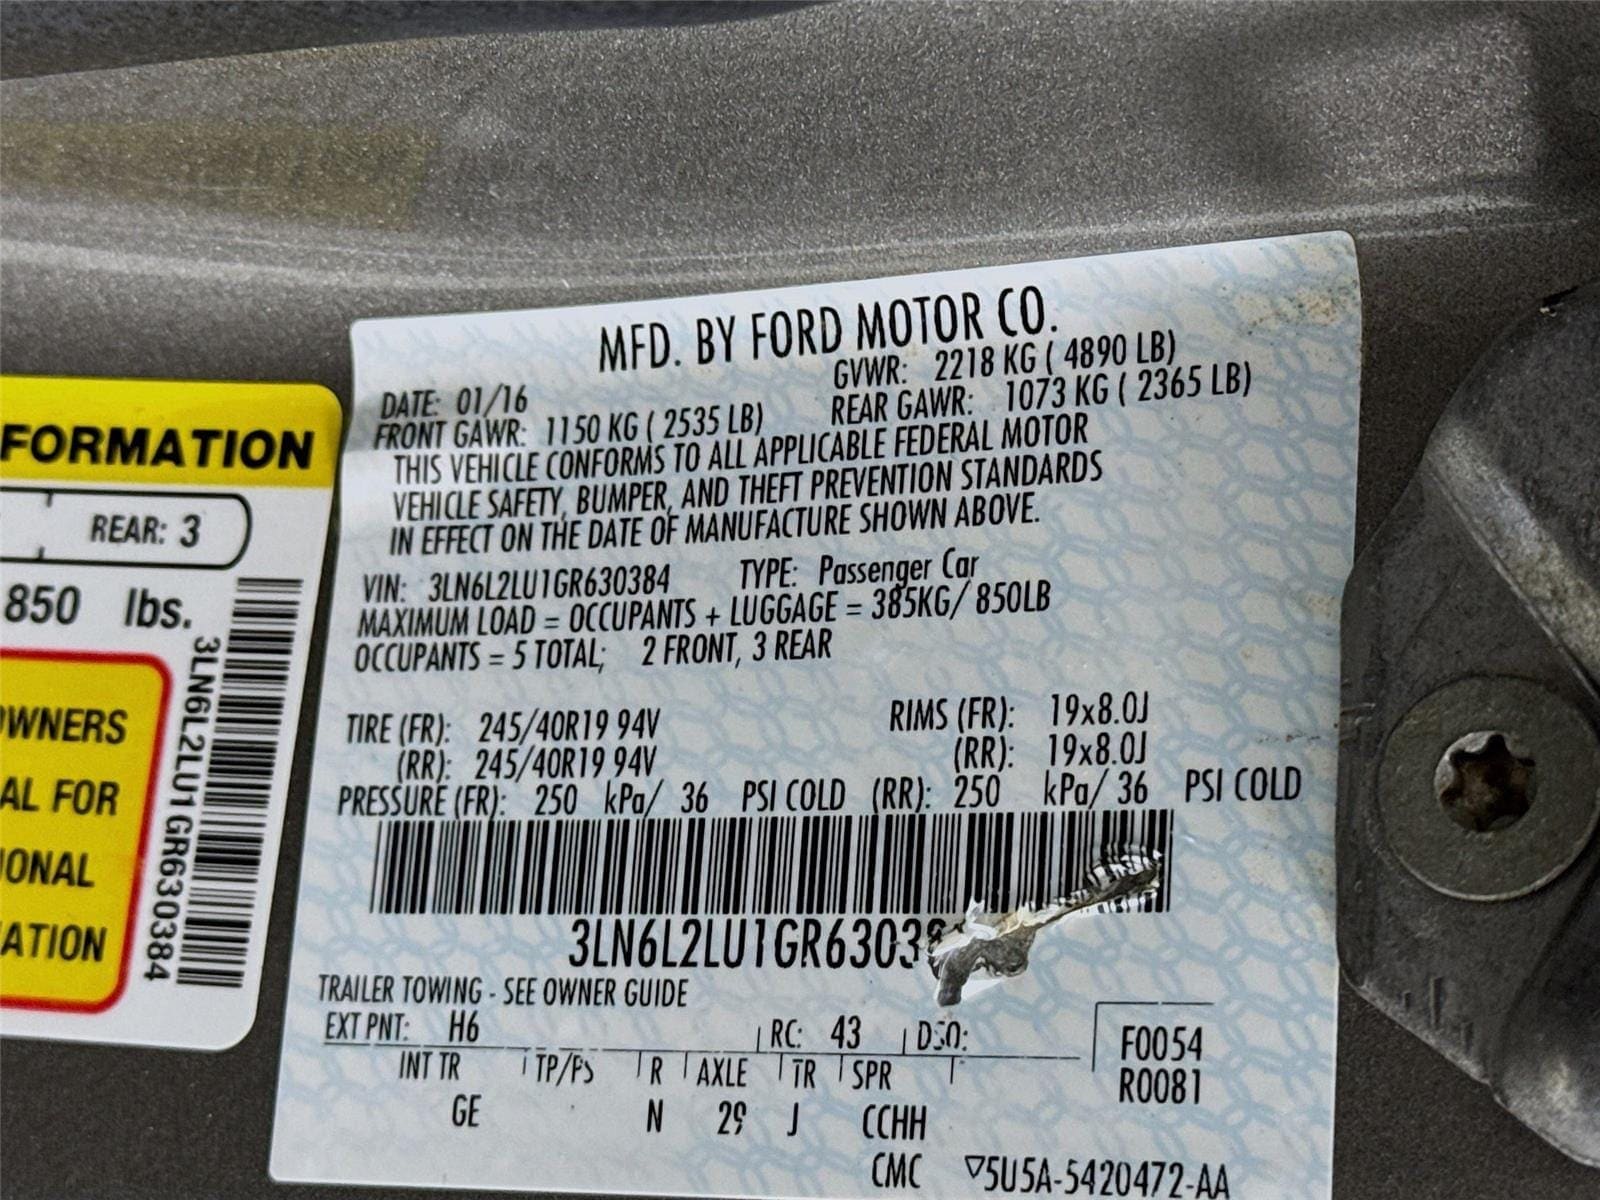 FORMATION
REAR: 3
850 lbs.
OWNERS
AL FOR
IONAL
ATION
3LN6L2LU1GR630384
MFD. BY FORD MOTOR CO.
DATE: 01/16 GVWR: 2218 KG ( 4890 LB)
FRONT GAWR: 1150 KG ( 2535 LB) REAR GAWR: 1073 KG ( 2365 LB)
THIS VEHICLE CONFORMS TO ALL APPLICABLE FEDERAL MOTOR
VEHICLE SAFETY, BUMPER, AND THEFT PREVENTION STANDARDS
IN EFFECT ON THE DATE OF MANUFACTURE SHOWN ABOVE.
VIN: 3LN6L2LU1GR630384 TYPE: Passenger Car
MAXIMUM LOAD = OCCUPANTS + LUGGAGE = 385KG/ 850LB
OCCUPANTS = 5 TOTAL; 2 FRONT, 3 REAR
TIRE (FR): 245/40R19 94V RIMS (FR): 19x8.0J
(RR): 245/40R19 94V (RR): 19x8.0J
PRESSURE (FR): 250 kPa/ 36 PSI COLD (RR): 250 kPa/ 36 PSI COLD
3LN6L2LU1GR63038
TRAILER TOWING - SEE OWNER GUIDE
EXT PNT: H6 RC: 43 DSO:
F0054
R0081
INT TR TP/PS R AXLE TR SPR
GE N 29 J CCHH
CMC ▽5U5A-5420472-AA